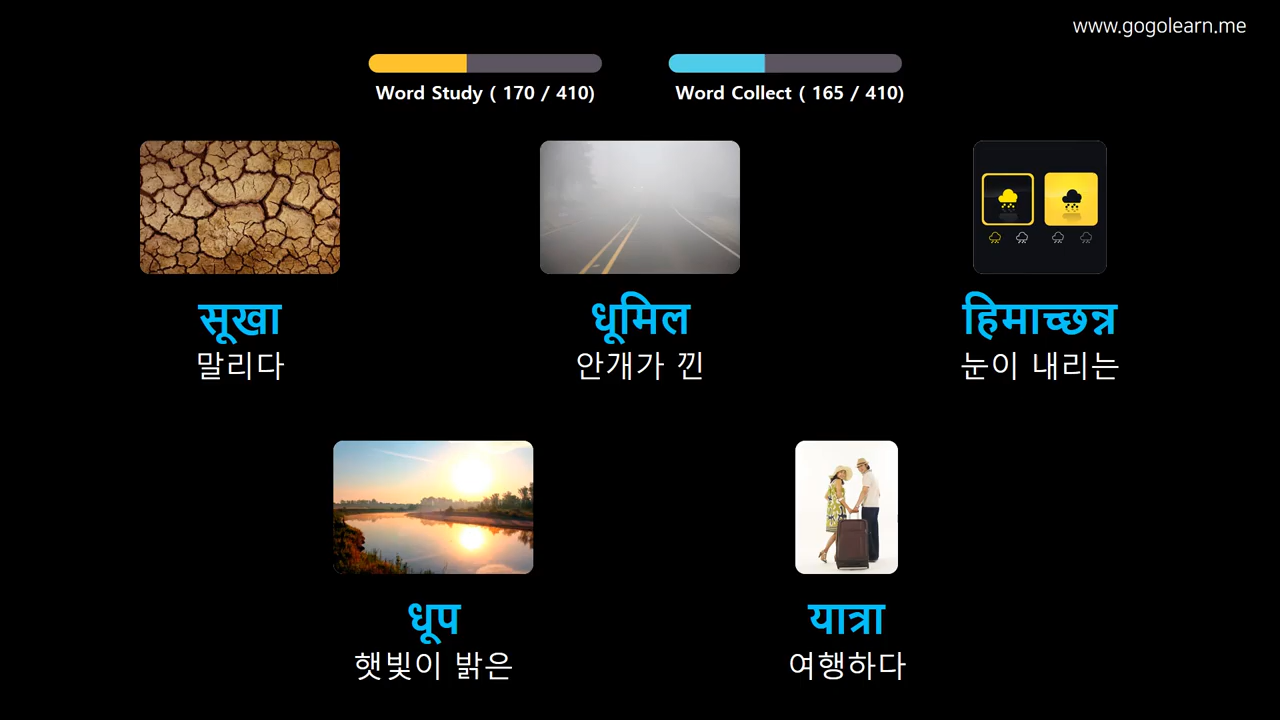 www.gogolearn.me
Word Study ( 170 / 410)
Word Collect ( 165 / 410)
सूखा
말리다
धूमिल
안개가 낀
हिमाच्छन्न
눈이 내리는
धूप
햇빛이 밝은
यात्रा
여행하다